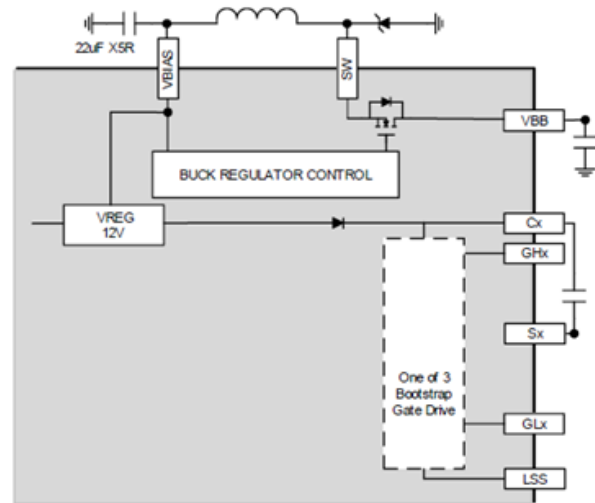 22uF X5R
VBIAS
SW
VBB
BUCK REGULATOR CONTROL
VREG
12V
Cx
GHx
Sx
One of 3
Bootstrap
Gate Drive
GLx
LSS